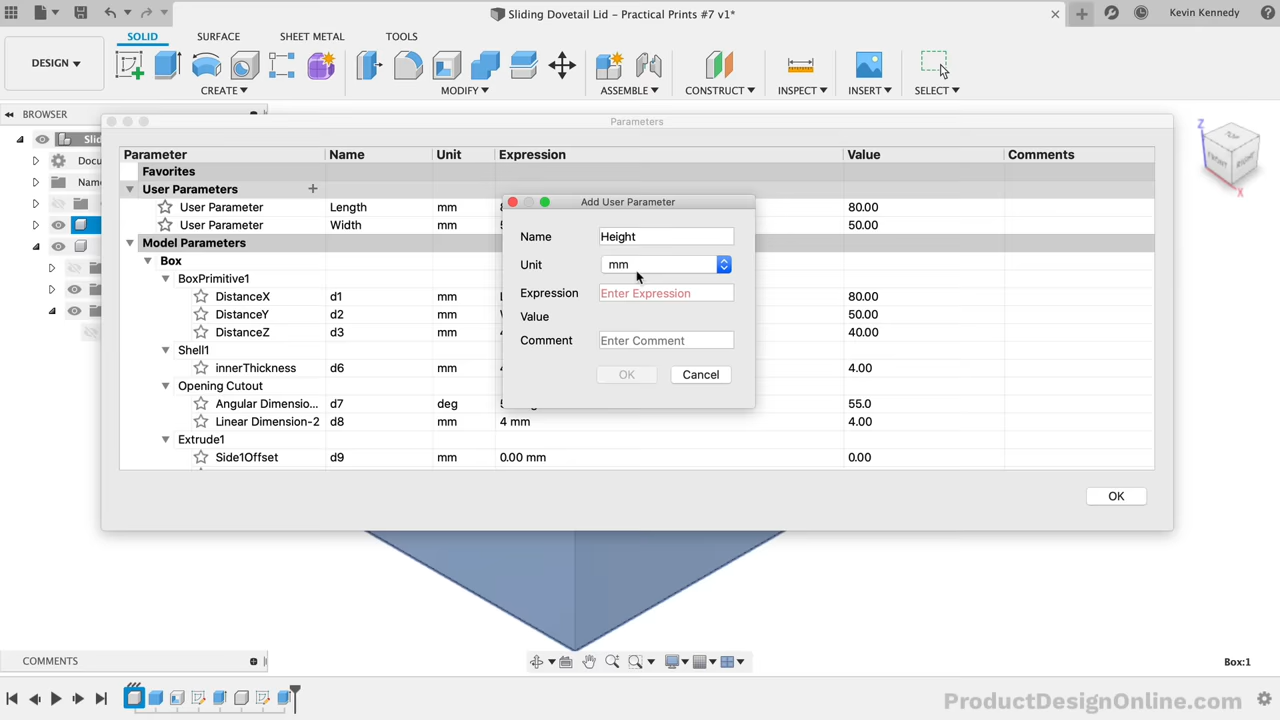 Sliding Dovetail Lid – Practical Prints #7 v1*
Kevin Kennedy
DESIGN
SOLID SURFACE SHEET METAL TOOLS
CREATE MODIFY ASSEMBLE CONSTRUCT INSPECT INSERT SELECT
BROWSER
Slid
Docu
Name
Parameters
Parameter Name Unit Expression Value Comments
Favorites
User Parameters +
User Parameter Length mm 80.00
User Parameter Width mm 50.00
Model Parameters
Box
BoxPrimitive1
DistanceX d1 mm 80.00
DistanceY d2 mm 50.00
DistanceZ d3 mm 40.00
Shell1
innerThickness d6 mm 4.00
Opening Cutout
Angular Dimensio... d7 deg 55.0
Linear Dimension-2 d8 mm 4 mm 4.00
Extrude1
Side1Offset d9 mm 0.00 mm 0.00
OK
Add User Parameter
Name Height
Unit mm
Expression Enter Expression
Value
Comment Enter Comment
OK Cancel
Z
TOP
FRONT
RIGHT
X
COMMENTS
Box:1
ProductDesignOnline.com